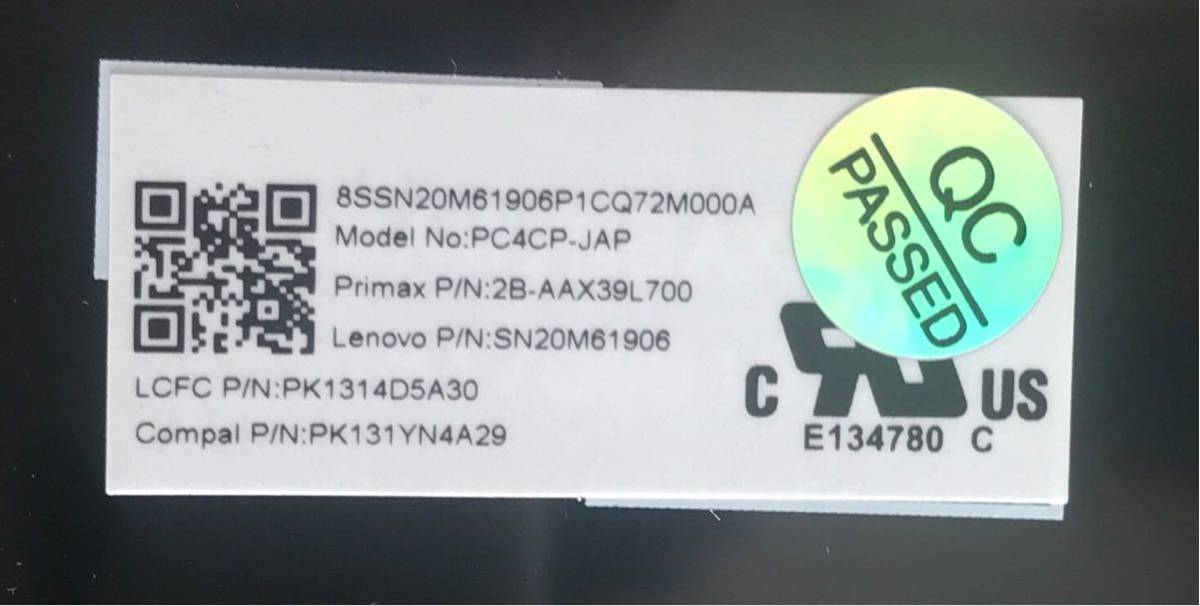 8SSN20M61906P1CQ72M000A
Model No:PC4CP-JAP
Primax P/N:2B-AAX39L700
Lenovo P/N:SN20M61906
LCFC P/N:PK1314D5A30
Compal P/N:PK131YN4A29
QC
PASSED
C US
E134780 C